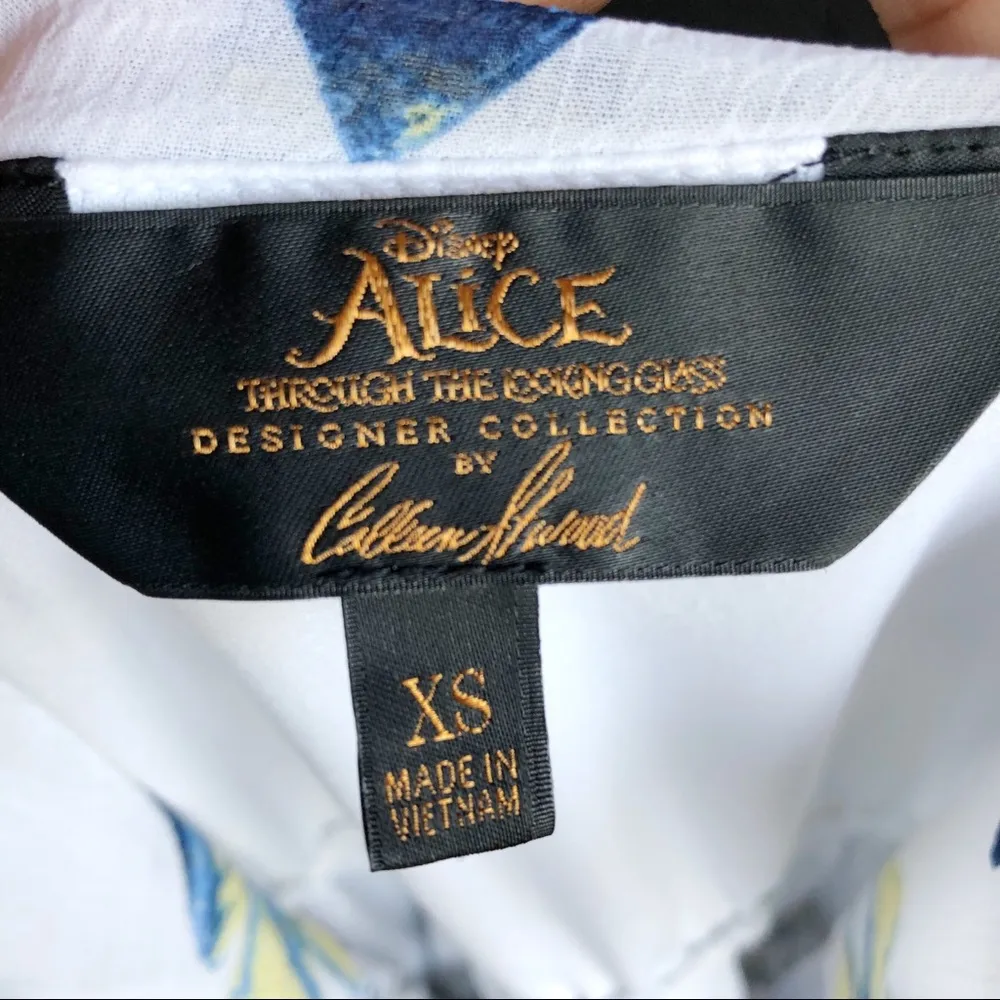 Disney
ALiCE
THROUGH THE LOOKING GLASS
DESIGNER COLLECTION
BY
Colleen Atwood
XS
MADE IN
VIETNAM